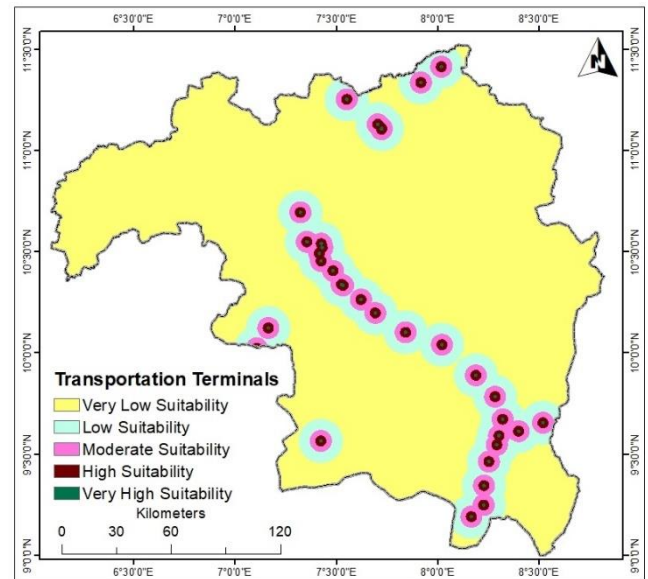 6°30'0"E 7°0'0"E 7°30'0"E 8°0'0"E 8°30'0"E
11°30'0"N 11°30'0"N
N
11°0'0"N 11°0'0"N
10°30'0"N 10°30'0"N
10°0'0"N 10°0'0"N
9°30'0"N 9°30'0"N
9°0'0"N 9°0'0"N
Transportation Terminals
Very Low Suitability
Low Suitability
Moderate Suitability
High Suitability
Very High Suitability
Kilometers
0 30 60 120
6°30'0"E 7°0'0"E 7°30'0"E 8°0'0"E 8°30'0"E